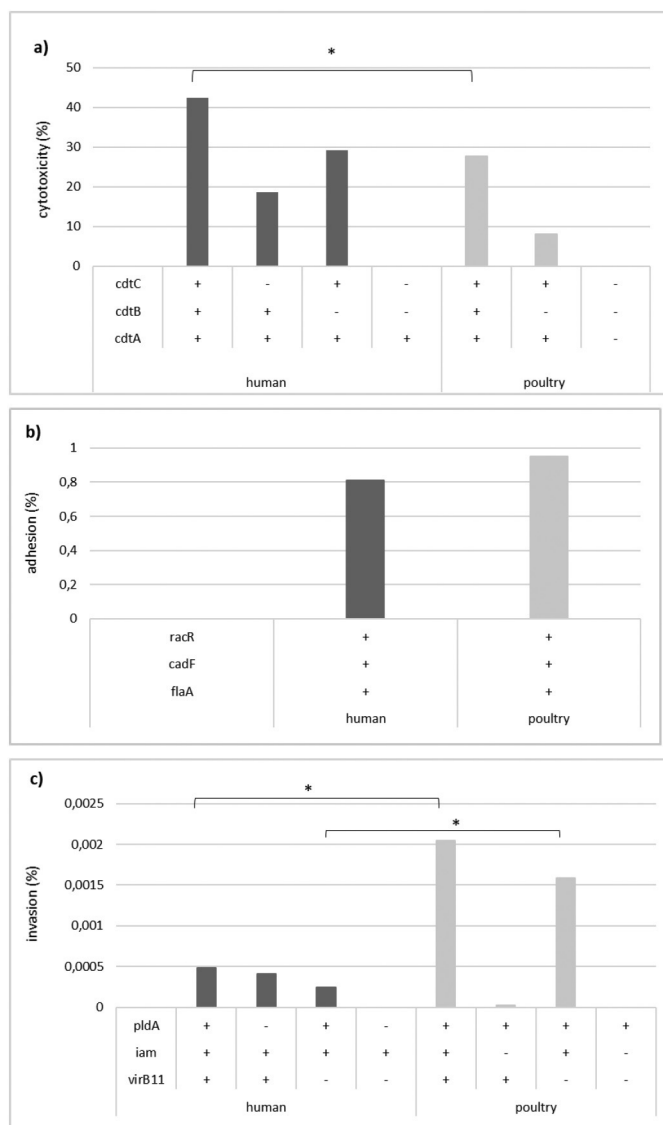 a)
*
50
40
30
20
10
0
cytotoxicity (%)
cdtC + - + - + + -
cdtB + + - - + - -
cdtA + + + + + + -
human poultry
b)
1
0,8
0,6
0,4
0,2
0
adhesion (%)
racR + +
cadF + +
flaA + +
human poultry
c)
*
*
0,0025
0,002
0,0015
0,001
0,0005
0
invasion (%)
pldA + - + - + + + +
iam + + + + + - + -
virB11 + + - - + + - -
human poultry